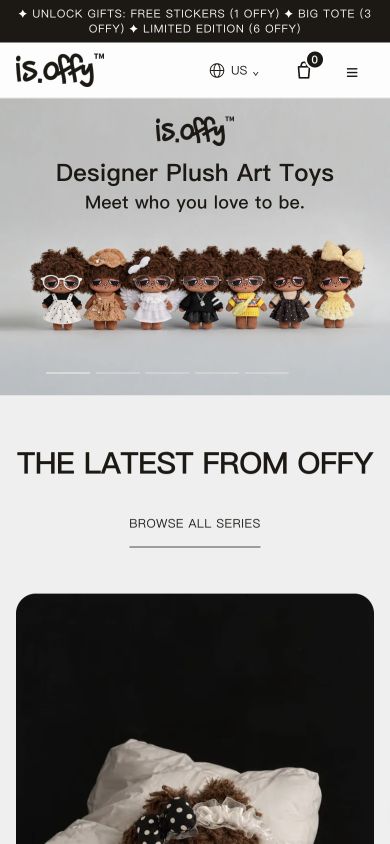 ✦ UNLOCK GIFTS: FREE STICKERS (1 OFFY) ✦ BIG TOTE (3
OFFY) ✦ LIMITED EDITION (6 OFFY)
is.offy™
US
0
is.offy™
Designer Plush Art Toys
Meet who you love to be.
THE LATEST FROM OFFY
BROWSE ALL SERIES